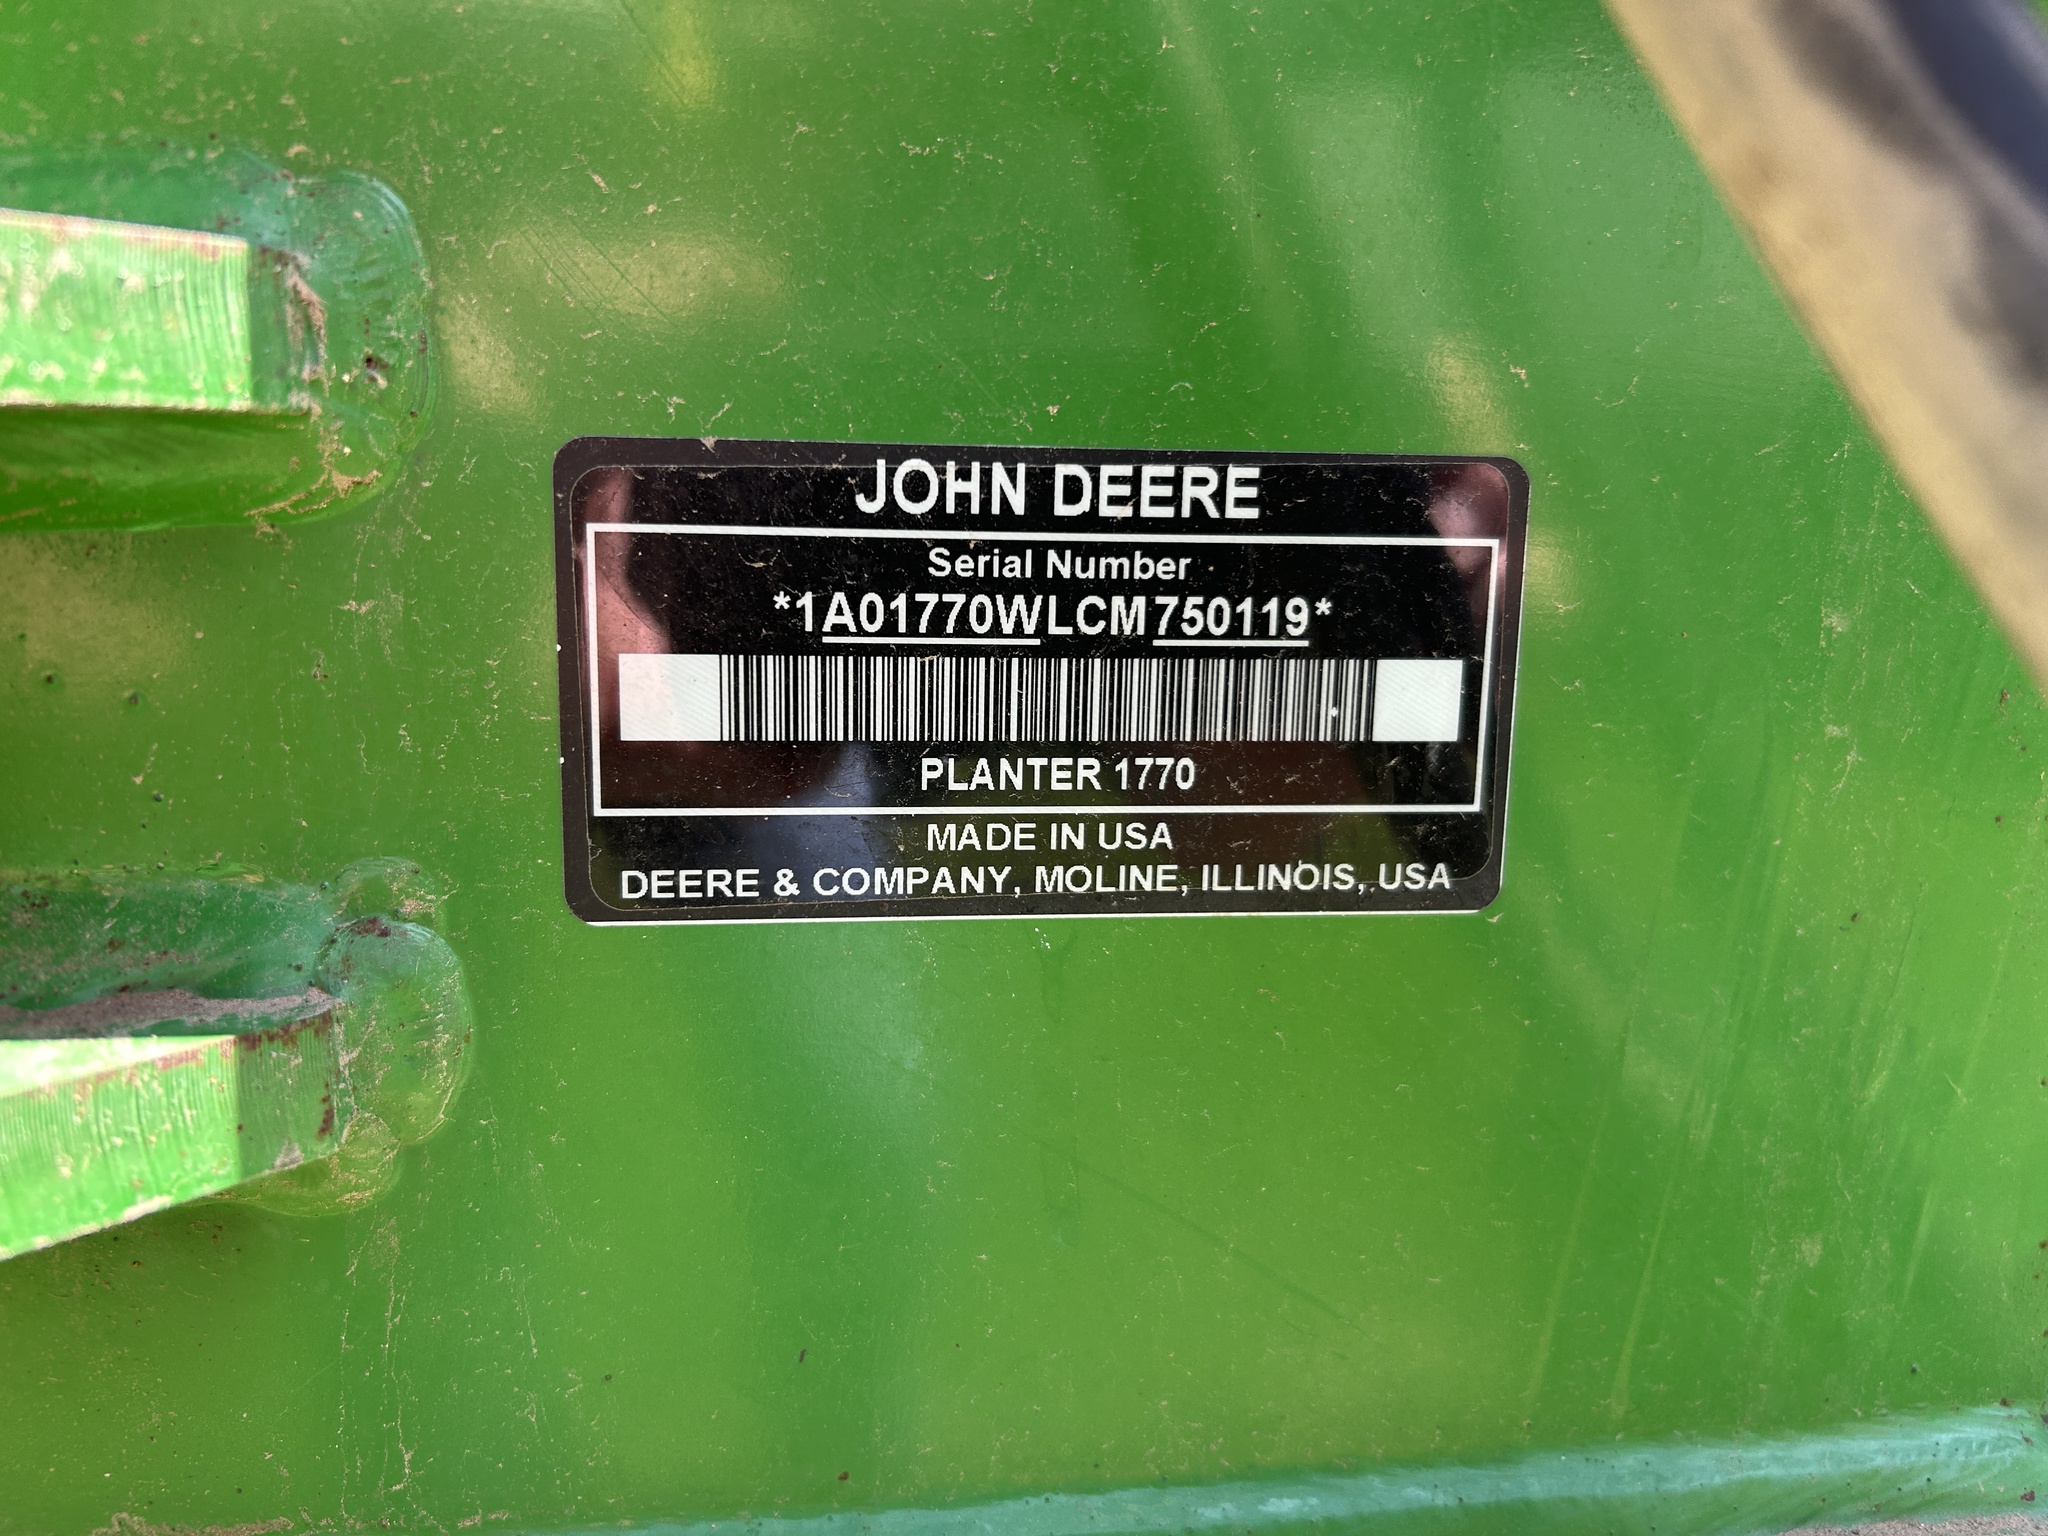 JOHN DEERE
Serial Number
*1A01770WLCM750119*
PLANTER 1770
MADE IN USA
DEERE & COMPANY, MOLINE, ILLINOIS, USA